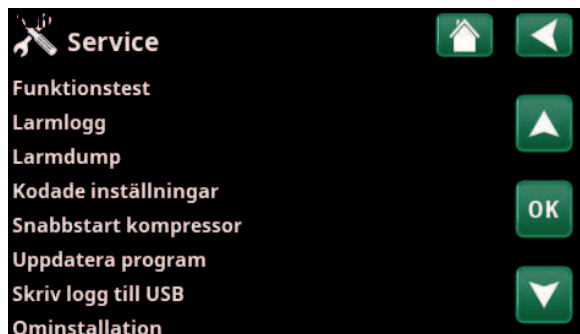 Service
Funktionstest
Larmlogg
Larmdump
Kodade inställningar
Snabbstart kompressor
OK
Uppdatera program
Skriv logg till USB
Ominstallation